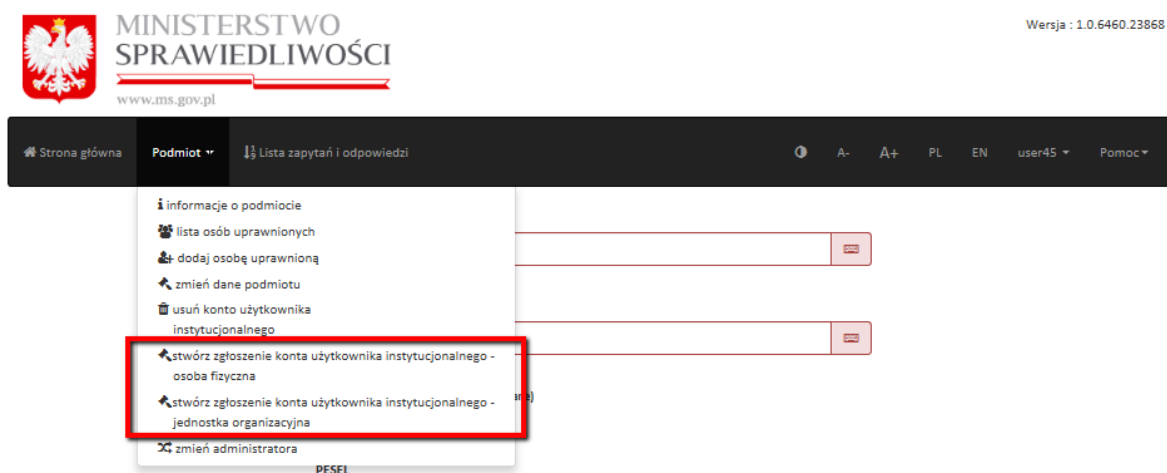 MINISTERSTWO
SPRAWIEDLIWOŚCI
www.ms.gov.pl
Wersja : 1.0.6460.23868
Strona główna Podmiot Lista zapytań i odpowiedzi A- A+ PL EN user45 Pomoc
informacje o podmiocie
lista osób uprawnionych
dodaj osobę uprawnioną
zmień dane podmiotu
usuń konto użytkownika
instytucjonalnego
stwórz zgłoszenie konta użytkownika instytucjonalnego -
osoba fizyczna
stwórz zgłoszenie konta użytkownika instytucjonalnego -
jednostka organizacyjna
zmień administratora
PESEL